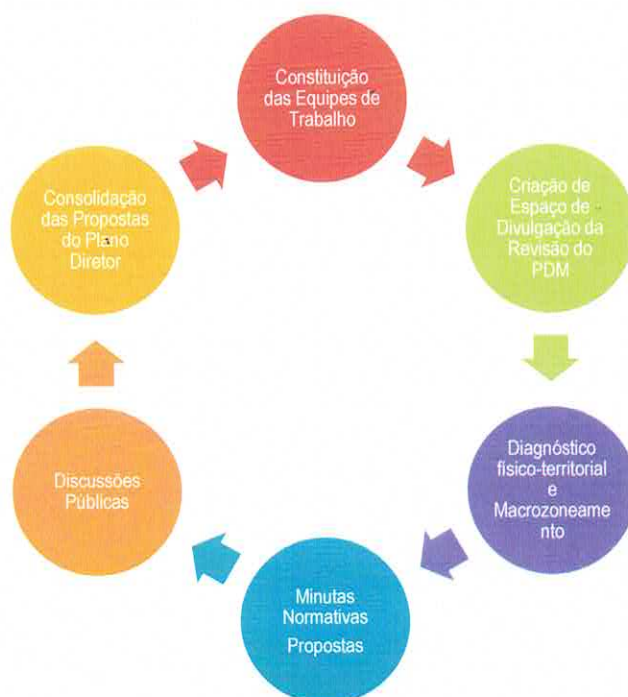 Constituição
das Equipes de
Trabalho
Criação de
Espaço de
Divulgação da
Revisão do
PDM
Diagnóstico
físico-territorial
e
Macrozoneame
nto
Minutas
Normativas
Propostas
Discussões
Públicas
Consolidação
das Propostas
do Plano
Diretor